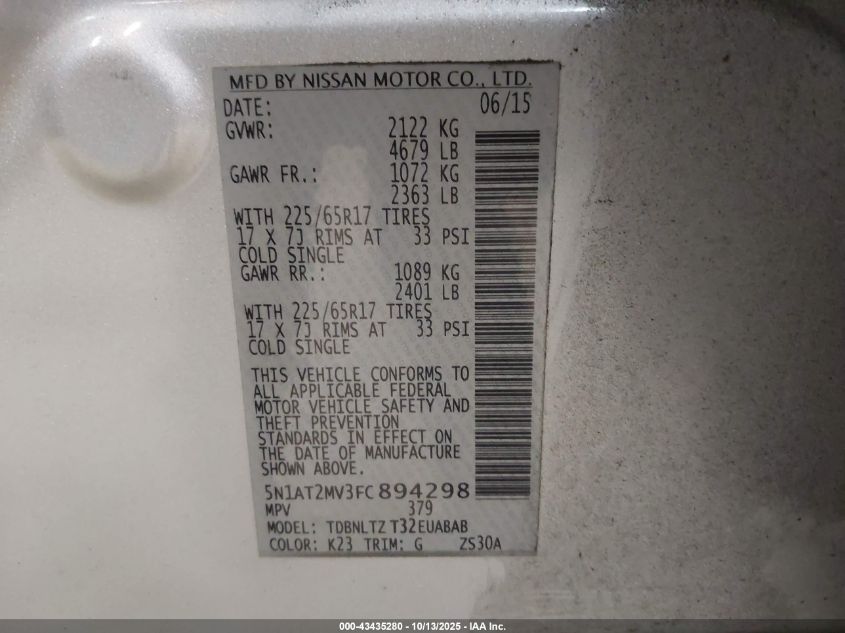 MFD BY NISSAN MOTOR CO., LTD.
DATE: 06/15
GVWR: 2122 KG
4679 LB
GAWR FR.: 1072 KG
2363 LB
WITH 225/65R17 TIRES
17 X 7J RIMS AT 33 PSI
COLD SINGLE
GAWR RR.: 1089 KG
2401 LB
WITH 225/65R17 TIRES
17 X 7J RIMS AT 33 PSI
COLD SINGLE
THIS VEHICLE CONFORMS TO
ALL APPLICABLE FEDERAL
MOTOR VEHICLE SAFETY AND
THEFT PREVENTION
STANDARDS IN EFFECT ON
THE DATE OF MANUFACTURE
SHOWN ABOVE.
5N1AT2MV3FC894298
MPV 379
MODEL: TDBNLTZ T32EUABAB
COLOR: K23 TRIM: G ZS30A
000-43435280 - 10/13/2025 - IAA Inc.